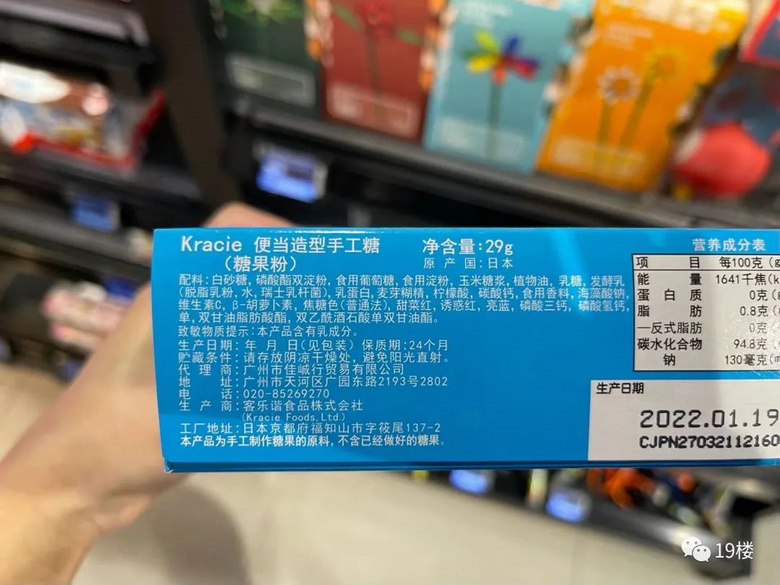 Kracie 便当造型手工糖
(糖果粉)
净含量:29g
原产国:日本
配料:白砂糖,磷酸酯双淀粉,食用葡萄糖,食用淀粉,玉米糖浆,植物油,乳糖,发酵乳
(脱脂乳粉,水,瑞士乳杆菌),乳蛋白,麦芽糊精,柠檬酸,碳酸钙,食用香料,海藻酸钠,
维生素C,β-胡萝卜素,焦糖色(普通法),甜菜红,诱惑红,亮蓝,磷酸三钙,磷酸氢钙,
单,双甘油脂肪酸酯,双乙酰酒石酸单双甘油酯。
致敏物质提示:本产品含有乳成分。
生产日期:年 月 日(见包装) 保质期:24个月
贮藏条件:请存放阴凉干燥处,避免阳光直射。
代理商:广州市佳诚行贸易有限公司
地址:广州市天河区广园东路2193号2802
电话:020-85269270
生产商:客乐谐食品株式会社
(Kracie Foods,Ltd)
工厂地址:日本京都府福知山市字筱尾137-2
本产品为手工制作糖果的原料,不含已经做好的糖果。
营养成分表
项 目 每100克(g
能 量 1641千焦(k
蛋白质 0克(
脂 肪 0.8克(
—反式脂肪 0克(
碳水化合物 94.8克(
钠 130毫克(m
生产日期
2022.01.19
CJPN2703211216
19楼